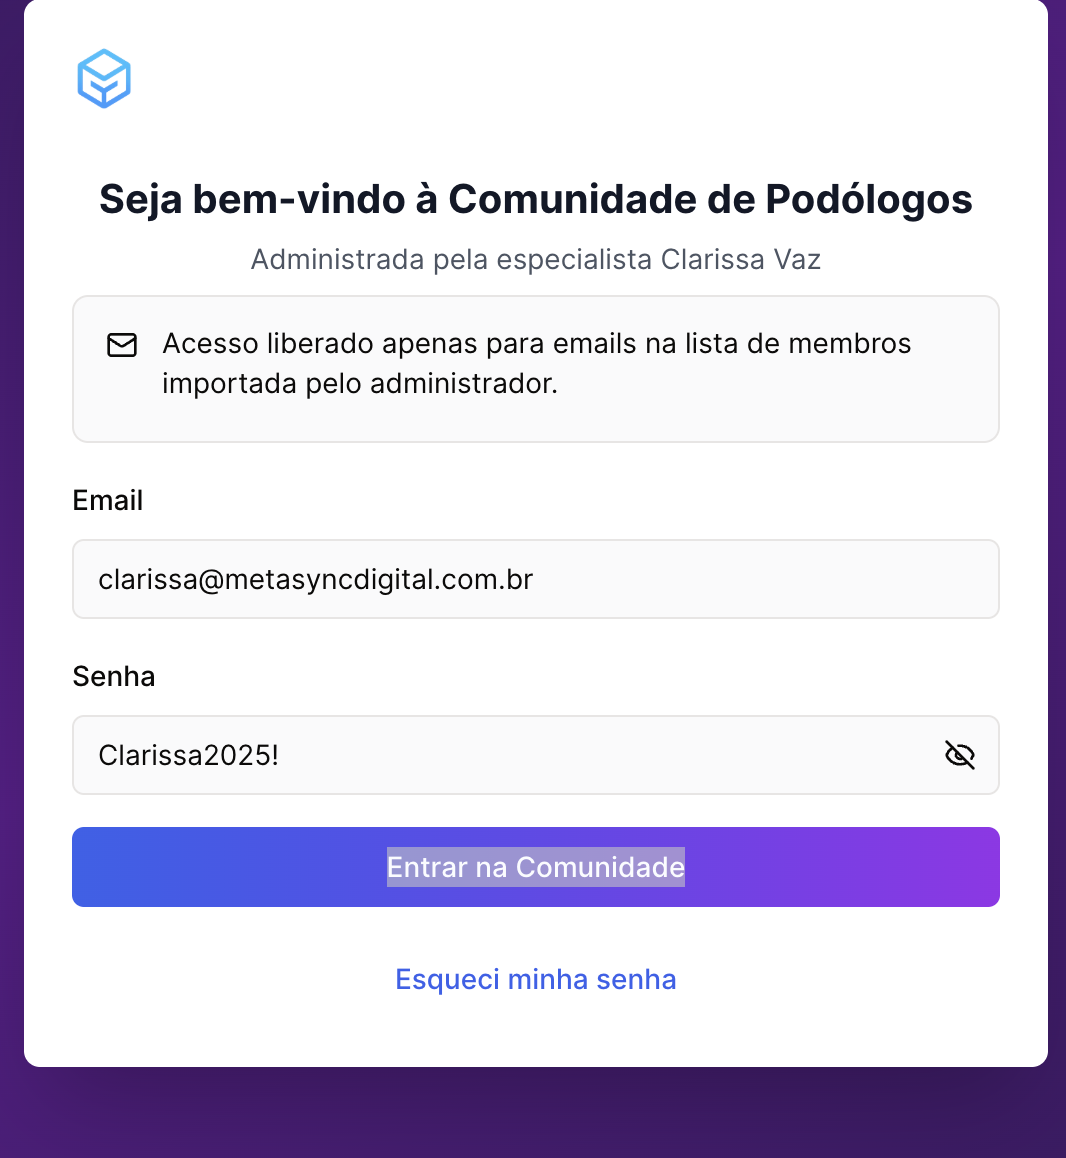 Seja bem-vindo à Comunidade de Podólogos
Administrada pela especialista Clarissa Vaz
Acesso liberado apenas para emails na lista de membros
importada pelo administrador.
Email
clarissa@metasyncdigital.com.br
Senha
Clarissa2025!
Entrar na Comunidade
Esqueci minha senha